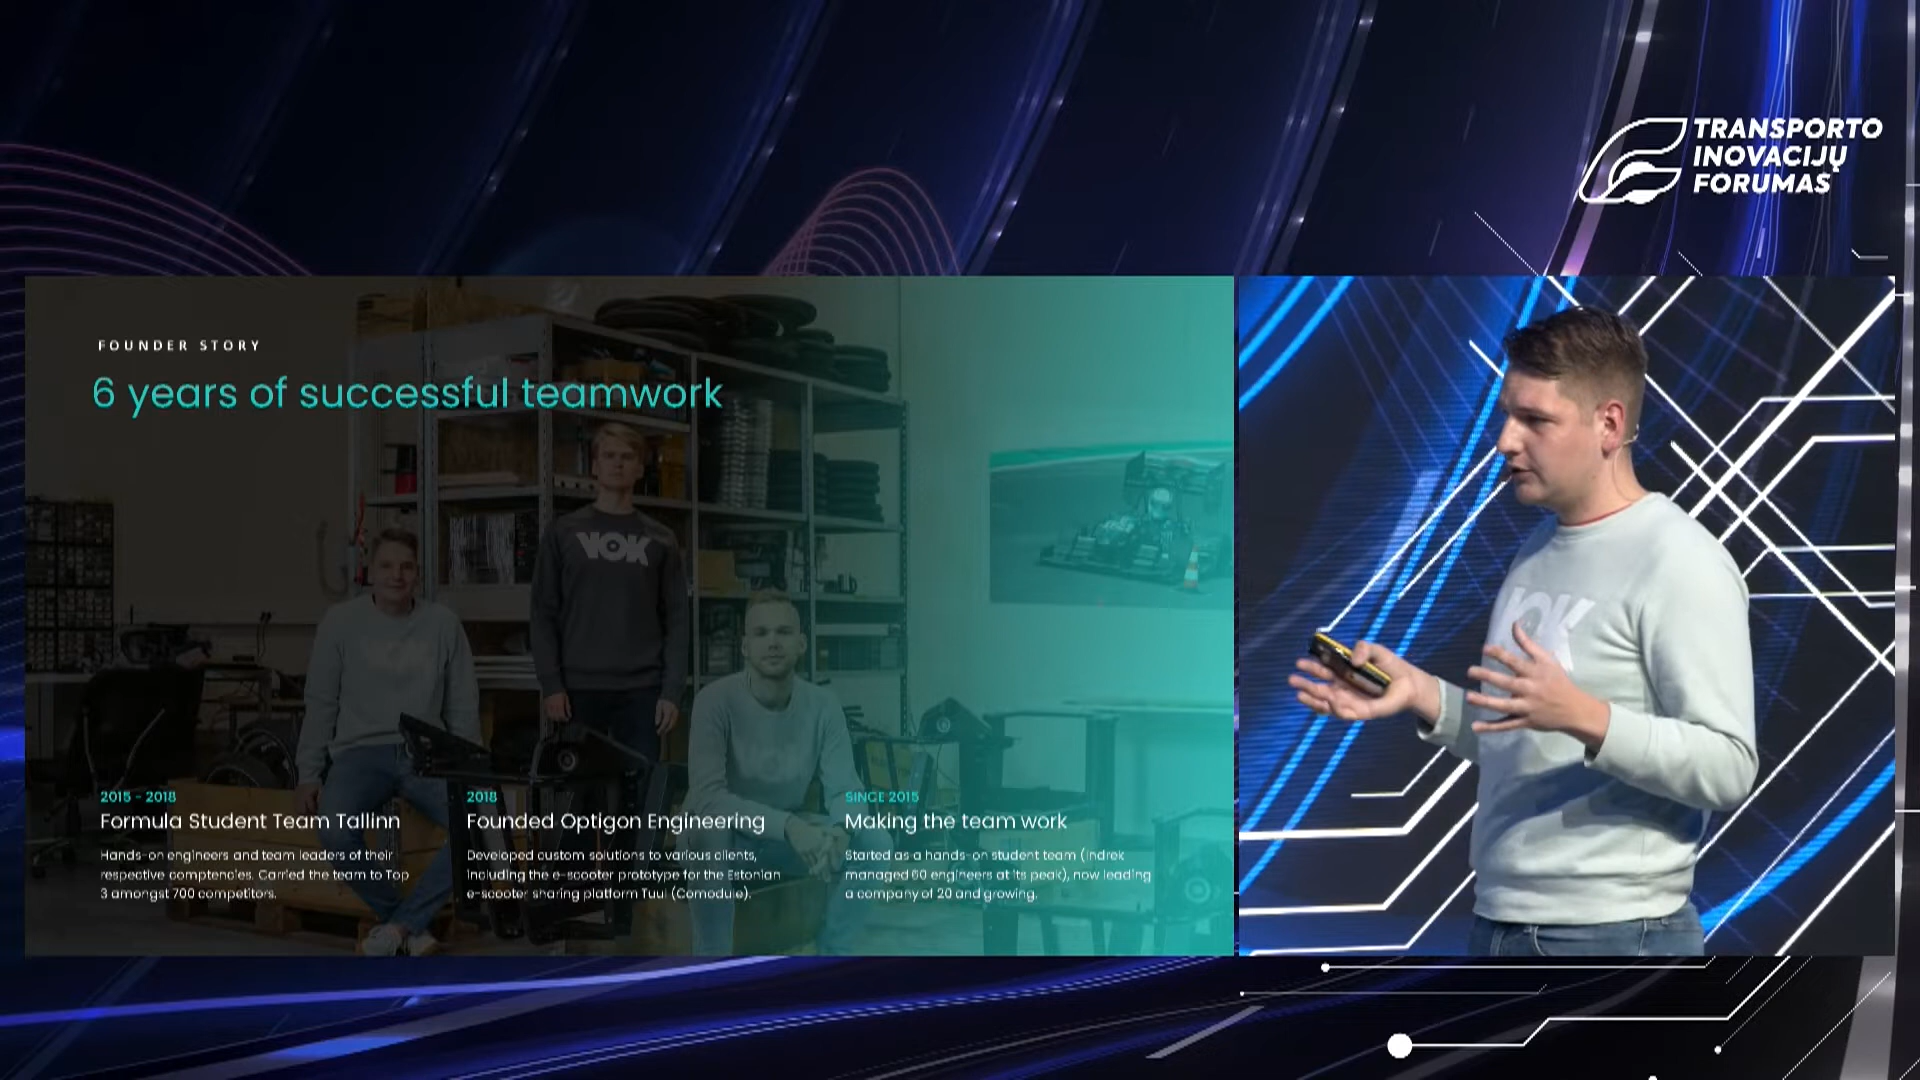 TRANSPORTO
INOVACIJŲ
FORUMAS
FOUNDER STORY
6 years of successful teamwork
VOK
2015 - 2018
Formula Student Team Tallinn
Hands-on engineers and team leaders of their
respective comptencies. Carried the team to Top
3 amongst 700 competitors.
2018
Founded Optigon Engineering
Developed custom solutions to various clients,
including the e-scooter prototype for the Estonian
e-scooter sharing platform Tuul (Comodule).
SINCE 2015
Making the team work
Started as a hands-on student team (Indrek
managed 60 engineers at its peak), now leading
a company of 20 and growing.
VOK